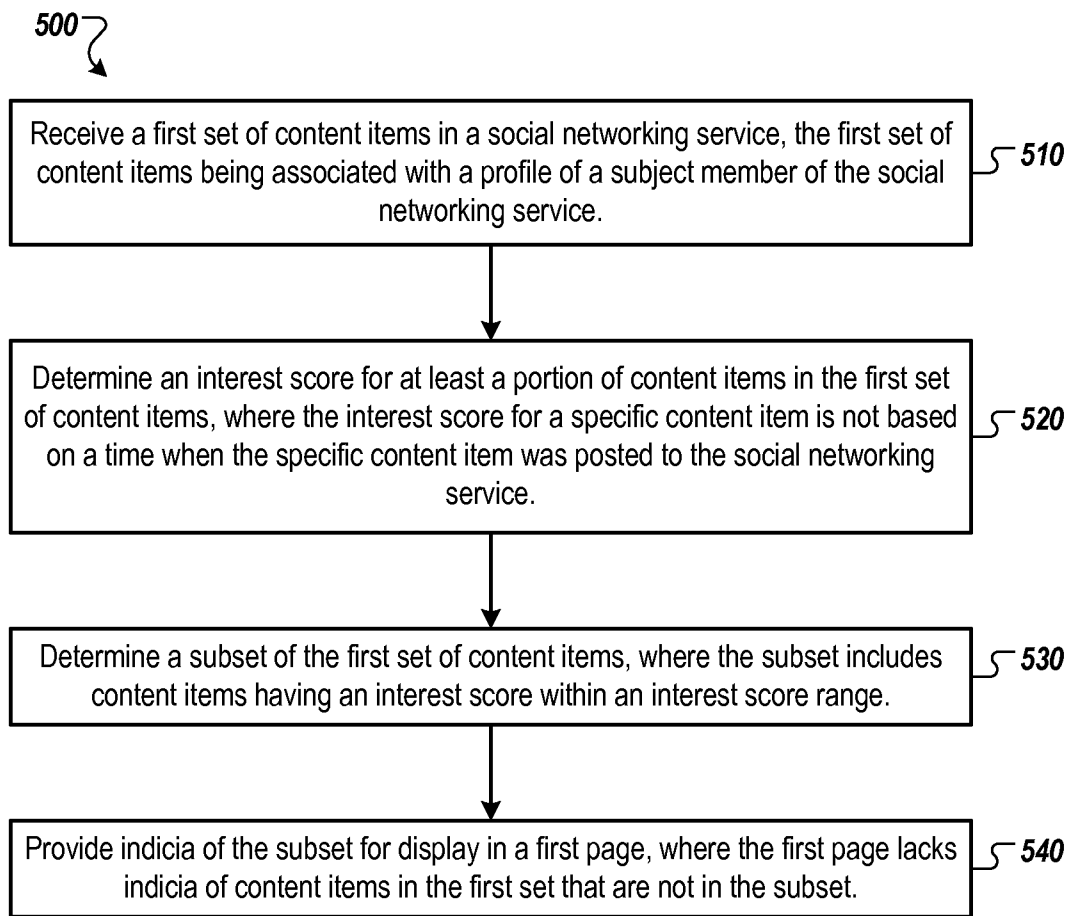 500
Receive a first set of content items in a social networking service, the first set of
content items being associated with a profile of a subject member of the social
networking service.
510
Determine an interest score for at least a portion of content items in the first set
of content items, where the interest score for a specific content item is not based
on a time when the specific content item was posted to the social networking
service.
520
Determine a subset of the first set of content items, where the subset includes
content items having an interest score within an interest score range.
530
Provide indicia of the subset for display in a first page, where the first page lacks
indicia of content items in the first set that are not in the subset.
540